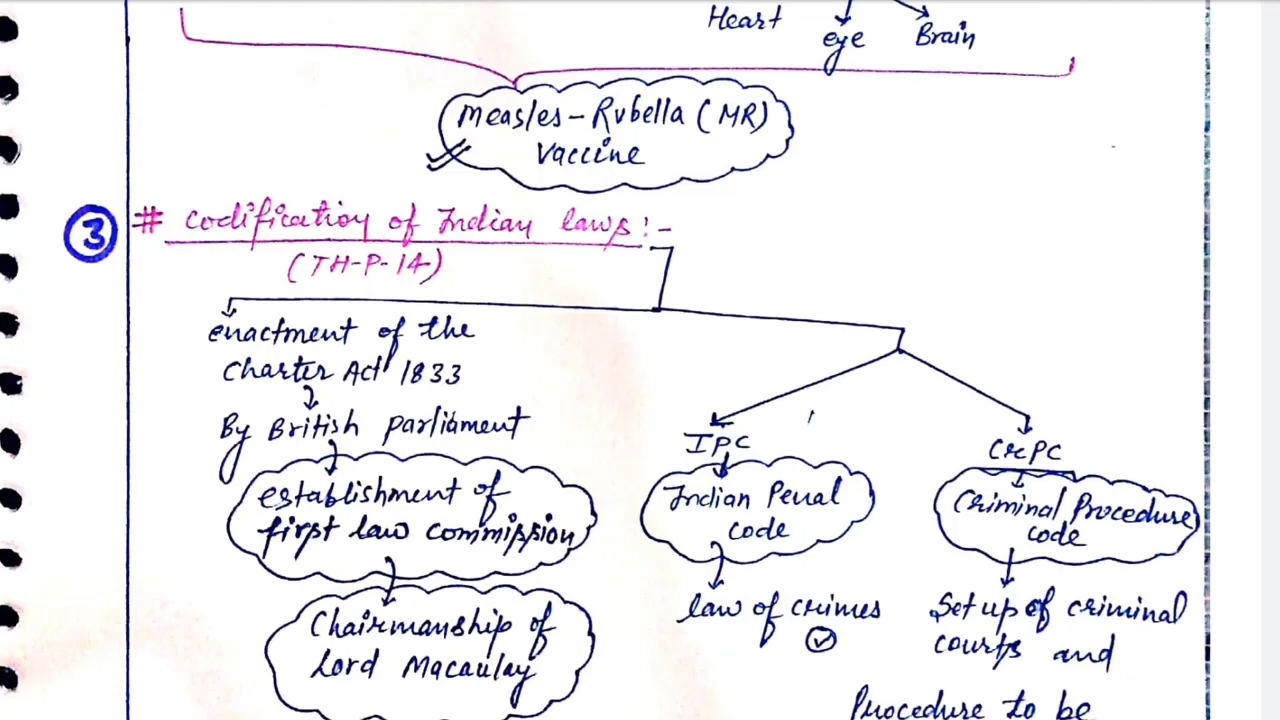 Heart
eye
Brain
Measles-Rubella (MR)
Vaccine
3
# codification of Indian laws:-
(TH-P-14)
enactment of the
Charter Act 1833
By British parliament
establishment of
first law commission
Chairmanship of
Lord Macaulay
IPC
Indian Penal
code
law of crimes
CrPC
Criminal Procedure
code
Set up of criminal
courts and
Procedure to be